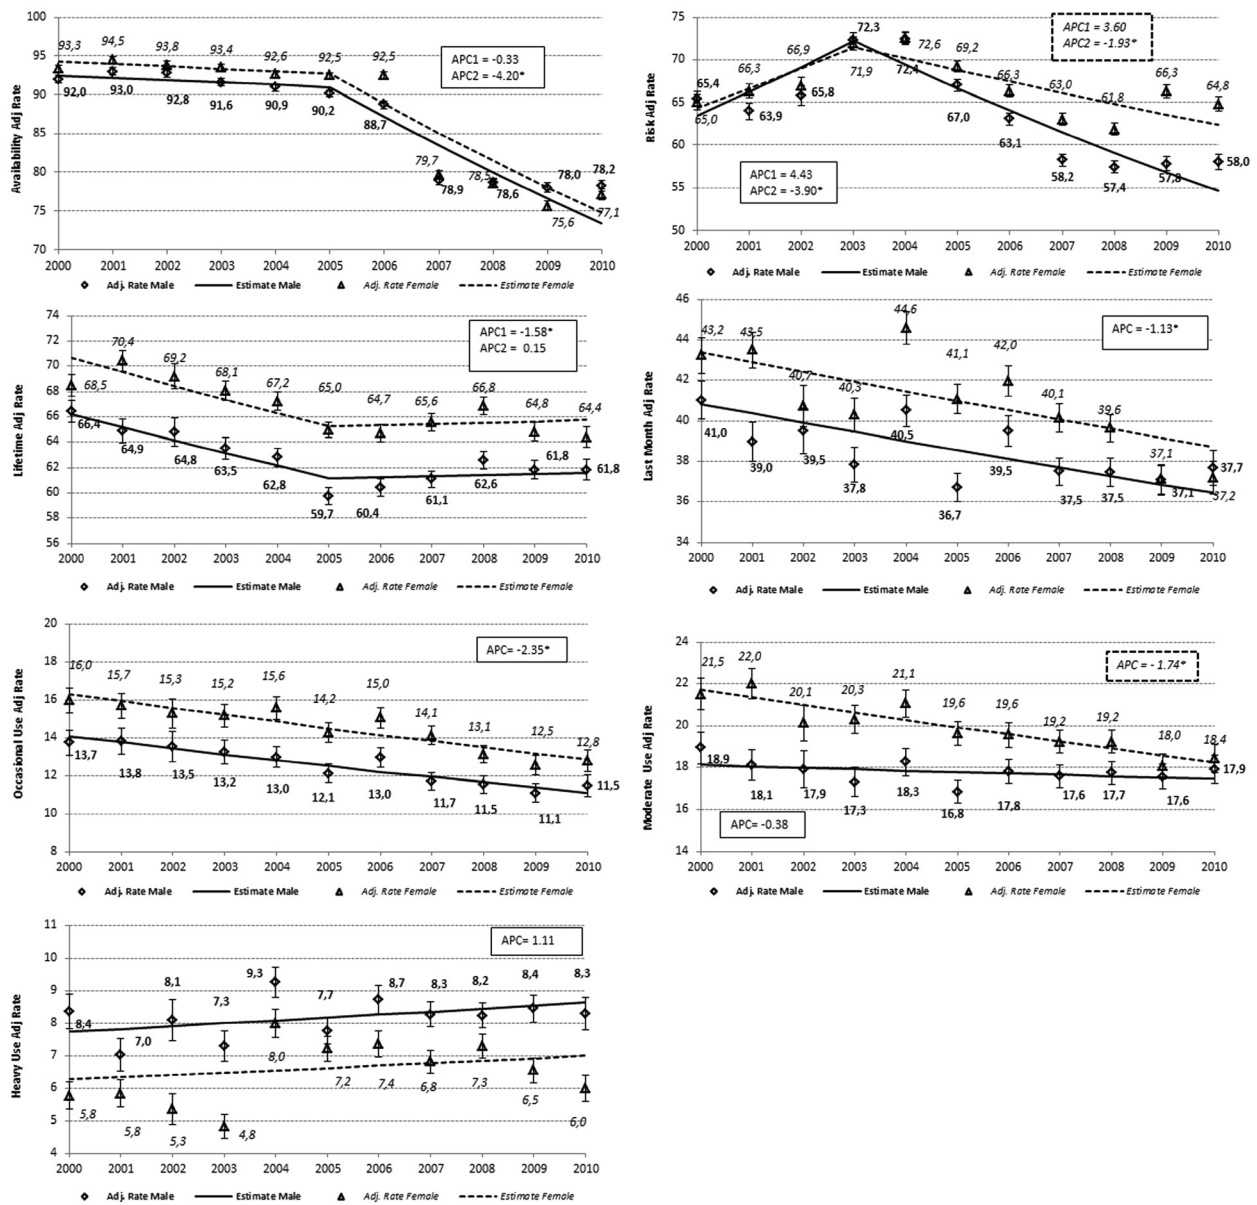 Availability Adj Rate
100
95
90
85
80
75
70
APC1 = -0.33
APC2 = -4.20*
93,3 94,5 93,8 93,4 92,6 92,5 92,5 79,7 78,5 75,6 77,1
92,0 93,0 92,8 91,6 90,9 90,2 88,7 78,9 78,6 78,0 78,2
2000 2001 2002 2003 2004 2005 2006 2007 2008 2009 2010
Adj. Rate Male Estimate Male Adj. Rate Female Estimate Female
Risk Adj Rate
75
70
65
60
55
50
APC1 = 3.60
APC2 = -1.93*
APC1 = 4.43
APC2 = -3.90*
65,0 66,3 66,9 71,9 72,6 69,2 66,3 63,0 61,8 66,3 64,8
65,4 63,9 65,8 72,3 72,4 67,0 63,1 58,2 57,4 57,8 58,0
2000 2001 2002 2003 2004 2005 2006 2007 2008 2009 2010
Adj. Rate Male Estimate Male Adj. Rate Female Estimate Female
Lifetime Adj Rate
74
72
70
68
66
64
62
60
58
56
APC1 = -1.58*
APC2 = 0.15
68,5 70,4 69,2 68,1 67,2 65,0 64,7 65,6 66,8 64,8 64,4
66,4 64,9 64,8 63,5 62,8 59,7 60,4 61,1 62,6 61,8 61,8
2000 2001 2002 2003 2004 2005 2006 2007 2008 2009 2010
Adj. Rate Male Estimate Male Adj. Rate Female Estimate Female
Last Month Adj Rate
46
44
42
40
38
36
34
APC = -1.13*
43,2 43,5 40,7 40,3 44,6 41,1 42,0 40,1 39,6 37,1 37,2
41,0 39,0 39,5 37,8 40,5 36,7 39,5 37,5 37,5 37,1 37,7
2000 2001 2002 2003 2004 2005 2006 2007 2008 2009 2010
Adj. Rate Male Estimate Male Adj. Rate Female Estimate Female
Occasional Use Adj Rate
20
18
16
14
12
10
8
APC= -2.35*
16,0 15,7 15,3 15,2 15,6 14,2 15,0 14,1 13,1 12,5 12,8
13,7 13,8 13,5 13,2 13,0 12,1 13,0 11,7 11,5 11,1 11,5
2000 2001 2002 2003 2004 2005 2006 2007 2008 2009 2010
Adj. Rate Male Estimate Male Adj. Rate Female Estimate Female
Moderate Use Adj Rate
24
22
20
18
16
14
APC = - 1.74*
APC= -0.38
21,5 22,0 20,1 20,3 21,1 19,6 19,6 19,2 19,2 18,0 18,4
18,9 18,1 17,9 17,3 18,3 16,8 17,8 17,6 17,7 17,6 17,9
2000 2001 2002 2003 2004 2005 2006 2007 2008 2009 2010
Adj. Rate Male Estimate Male Adj. Rate Female Estimate Female
Heavy Use Adj Rate
11
10
9
8
7
6
5
4
APC= 1.11
8,4 7,0 8,1 7,3 9,3 7,7 8,7 8,3 8,2 8,4 8,3
5,8 5,8 5,3 4,8 8,0 7,2 7,4 6,8 7,3 6,5 6,0
2000 2001 2002 2003 2004 2005 2006 2007 2008 2009 2010
Adj. Rate Male Estimate Male Adj. Rate Female Estimate Female